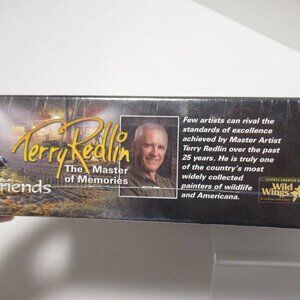 Terry Redlin
The Master
of Memories
friends
Few artists can rival the
standards of excellence
achieved by Master Artist
Terry Redlin over the past
25 years. He is truly one
of the country's most
widely collected
painters of wildlife
and Americana.
Wild
Wings